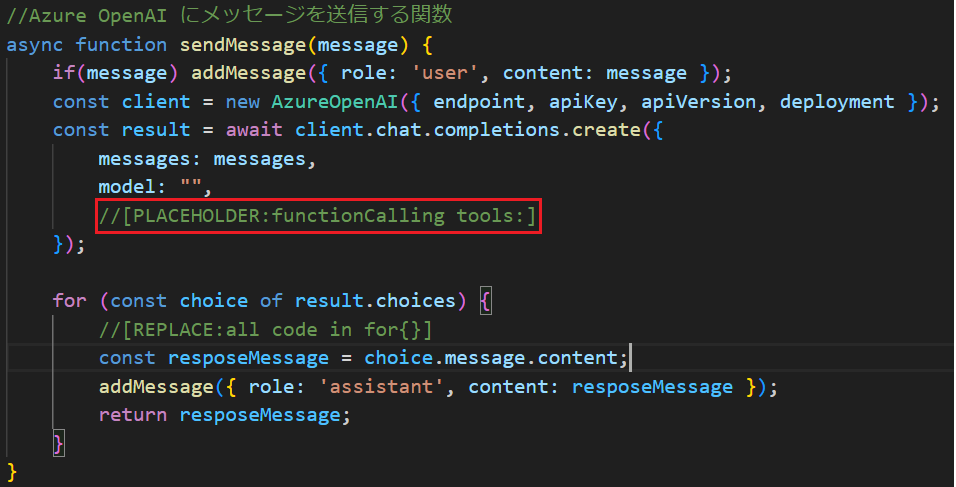 //Azure OpenAI にメッセージを送信する関数
async function sendMessage(message) {
if(message) addMessage({ role: 'user', content: message });
const client = new AzureOpenAI({ endpoint, apiKey, apiVersion, deployment });
const result = await client.chat.completions.create({
messages: messages,
model: "",
//[PLACEHOLDER:functionCalling tools:]
});
for (const choice of result.choices) {
//[REPLACE:all code in for{}]
const resposeMessage = choice.message.content;
addMessage({ role: 'assistant', content: resposeMessage });
return resposeMessage;
}
}